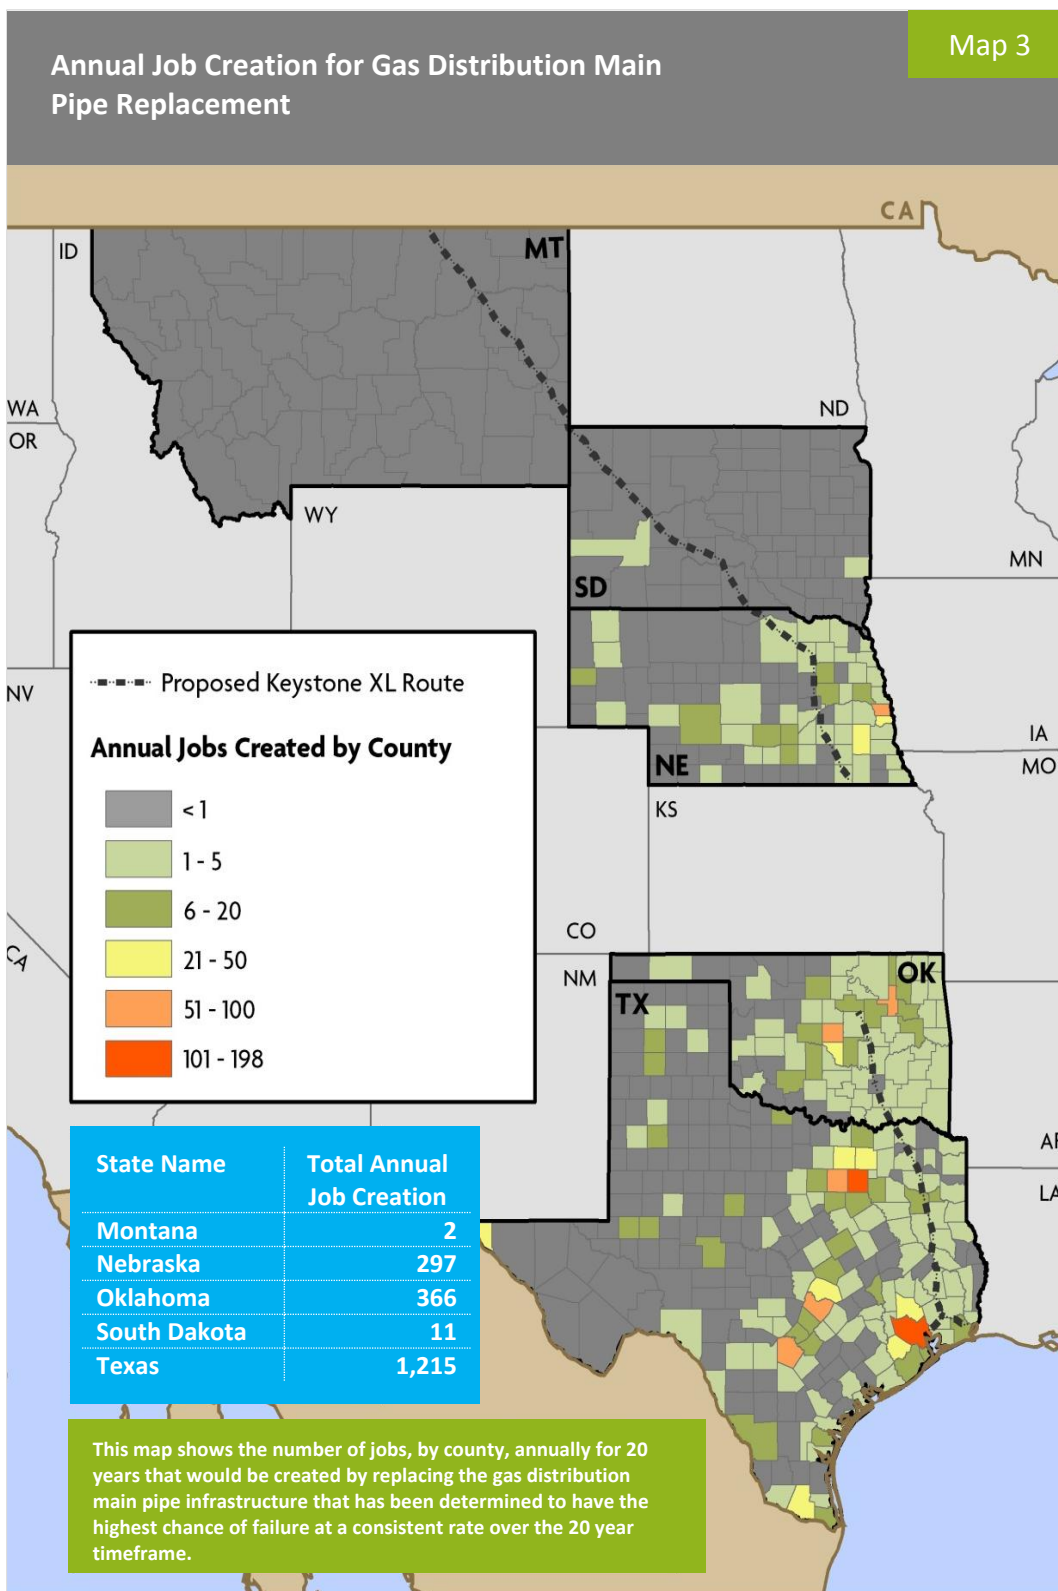 Map 3
Annual Job Creation for Gas Distribution Main
Pipe Replacement
CA
ID
MT
WA
OR
ND
WY
MN
SD
NV
IA
MO
NE
KS
Proposed Keystone XL Route
Annual Jobs Created by County
< 1
1 - 5
6 - 20
21 - 50
51 - 100
101 - 198
CO
CA
NM
OK
TX
AR
LA
State Name Total Annual
Job Creation
Montana 2
Nebraska 297
Oklahoma 366
South Dakota 11
Texas 1,215
This map shows the number of jobs, by county, annually for 20
years that would be created by replacing the gas distribution
main pipe infrastructure that has been determined to have the
highest chance of failure at a consistent rate over the 20 year
timeframe.